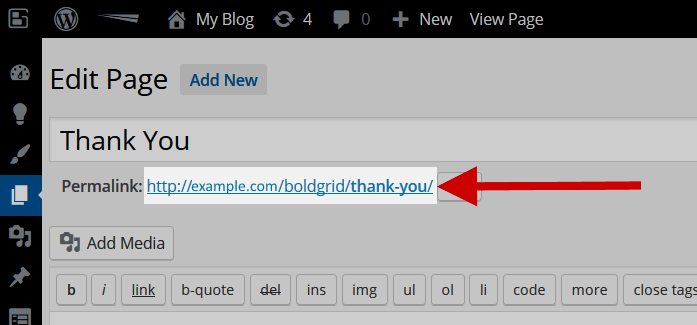 My Blog 4 0 + New View Page
Edit Page Add New
Thank You
Permalink: http://example.com/boldgrid/thank-you/
Add Media
b i link b-quote del ins img ul ol li code more close tags